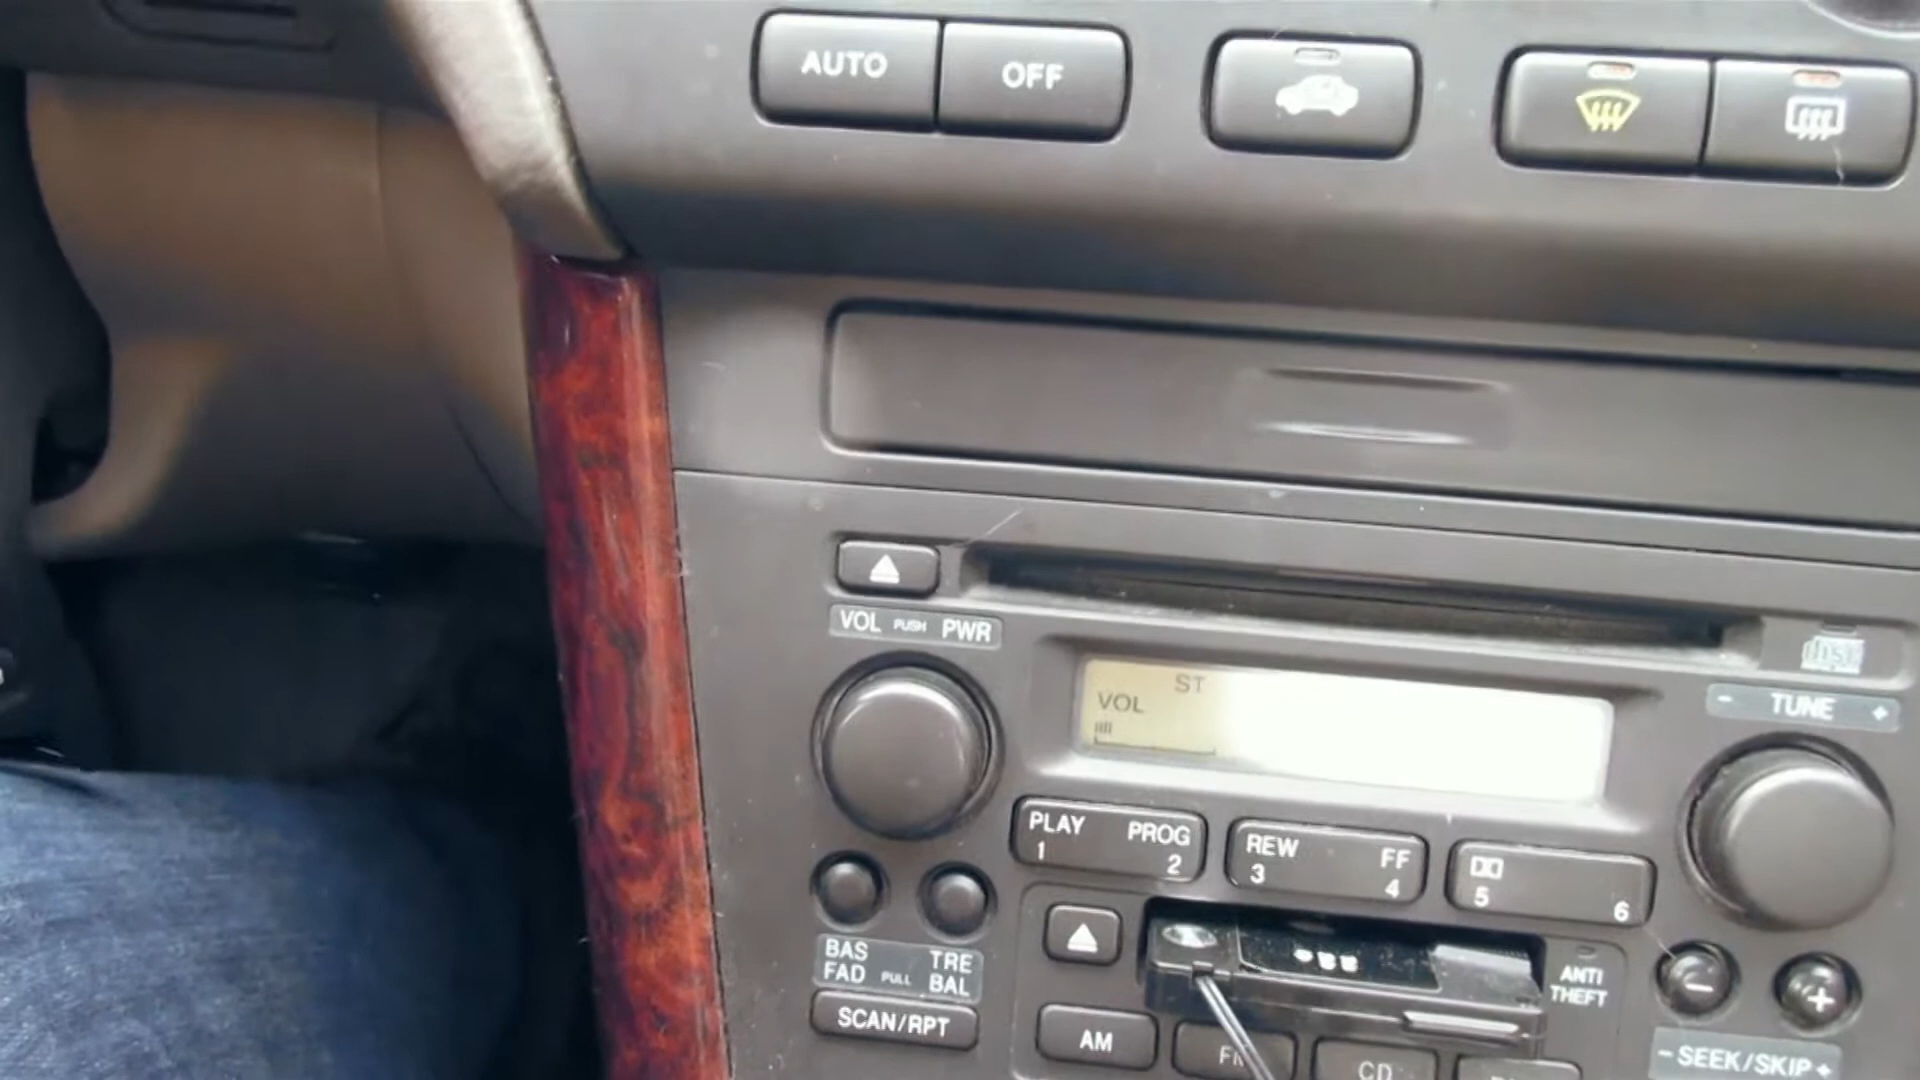 AUTO OFF
VOL PUSH PWR
DISC
- TUNE +
ST
VOL
PLAY PROG
1 2
REW FF
3 4
5 6
BAS TRE
FAD PULL BAL
ANTI
THEFT
- +
SCAN/RPT
AM
CD
- SEEK/SKIP +